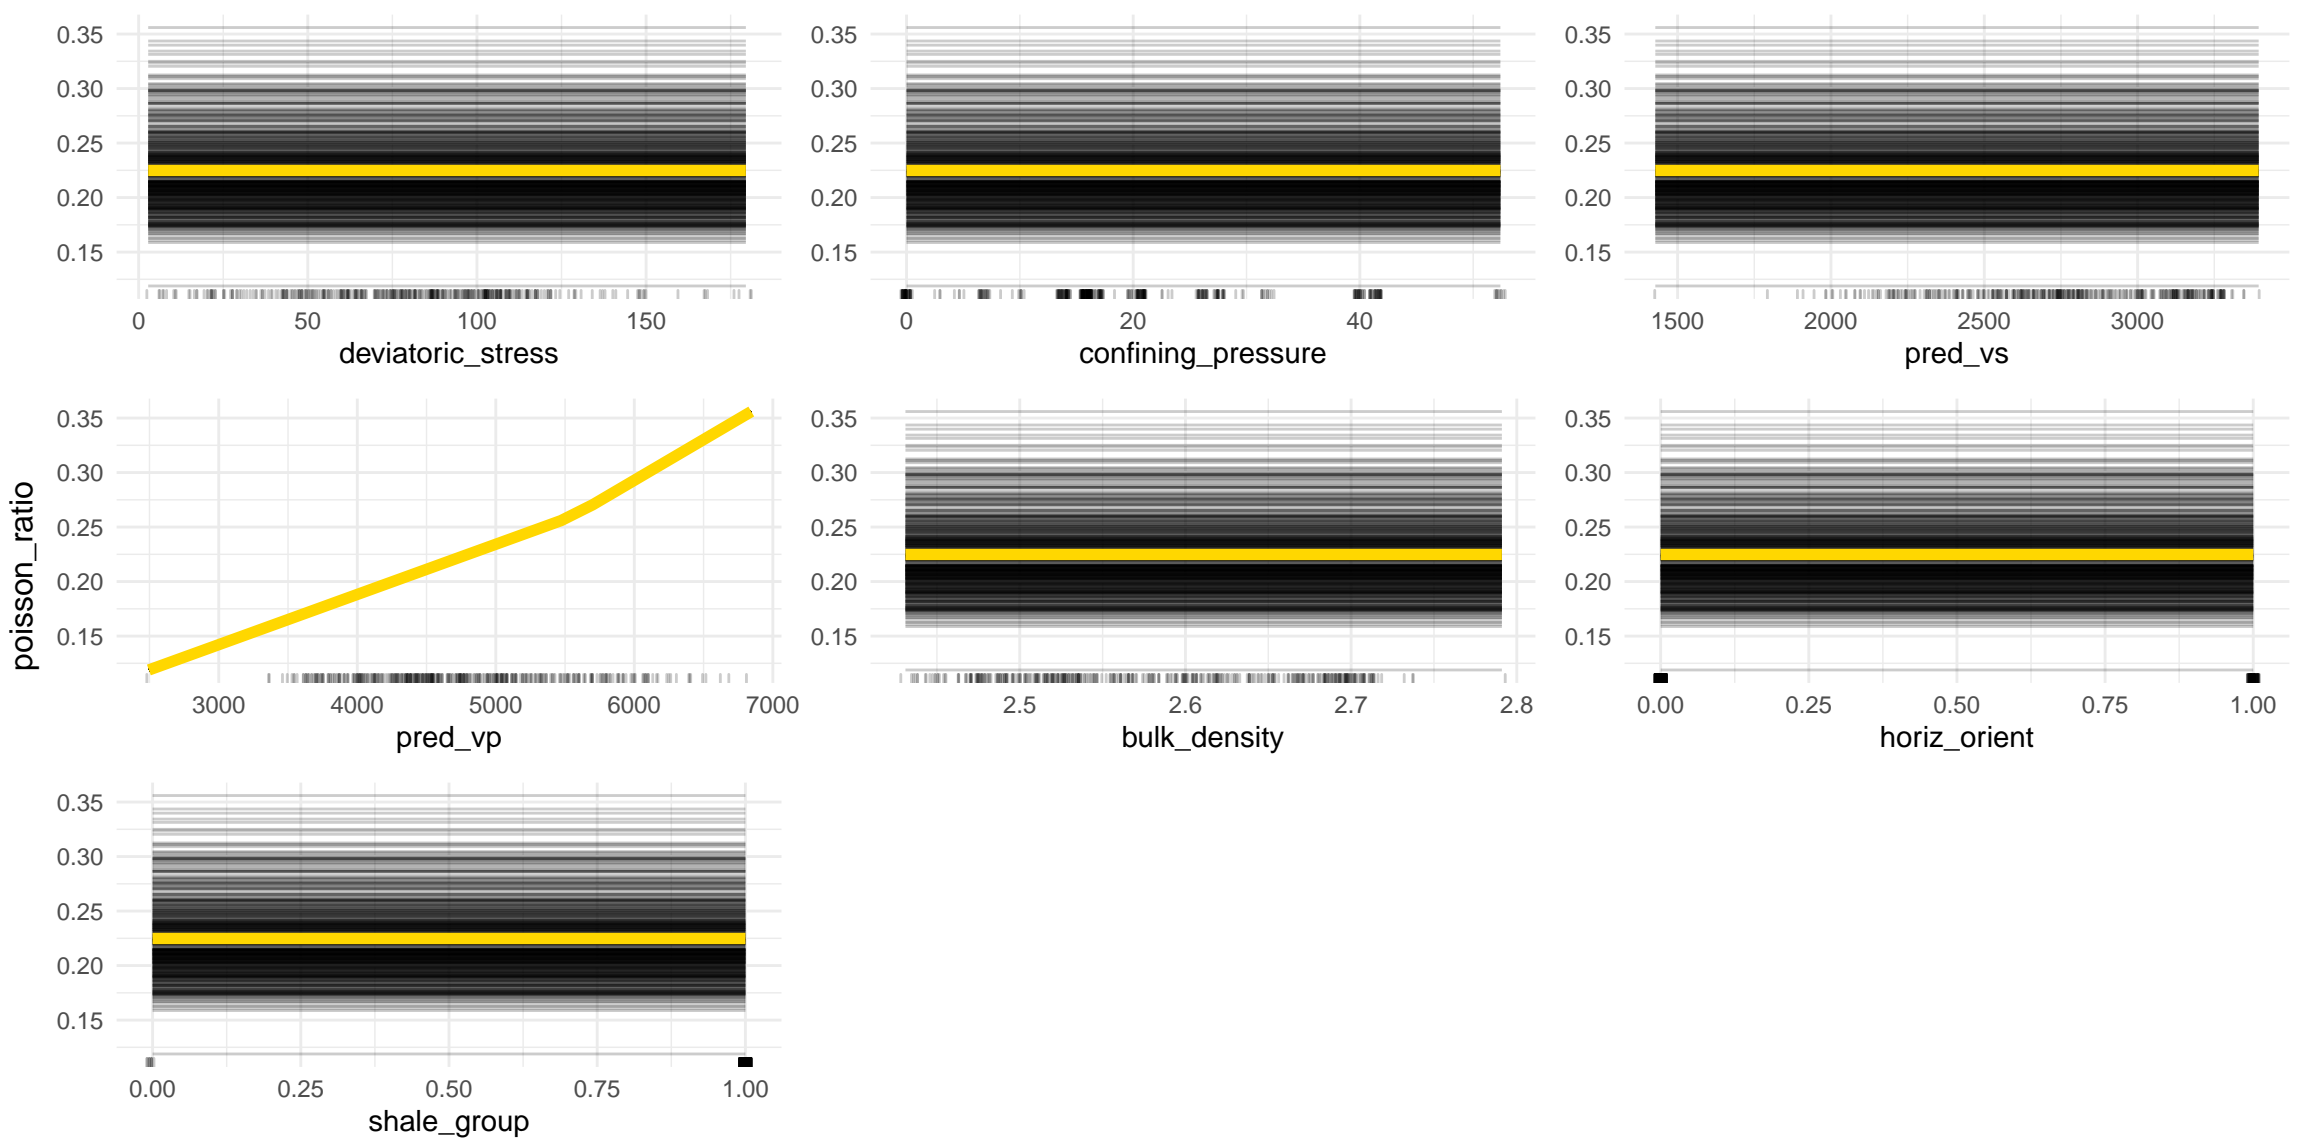 0.35 0.35 0.35
0.30 0.30 0.30
0.25 0.25 0.25
0.20 0.20 0.20
0.15 0.15 0.15
0 50 100 150 0 20 40 1500 2000 2500 3000
deviatoric_stress confining_pressure pred_vs
poisson_ratio
0.35 0.35 0.35
0.30 0.30 0.30
0.25 0.25 0.25
0.20 0.20 0.20
0.15 0.15 0.15
3000 4000 5000 6000 7000 2.5 2.6 2.7 2.8 0.00 0.25 0.50 0.75 1.00
pred_vp bulk_density horiz_orient
0.35
0.30
0.25
0.20
0.15
0.00 0.25 0.50 0.75 1.00
shale_group